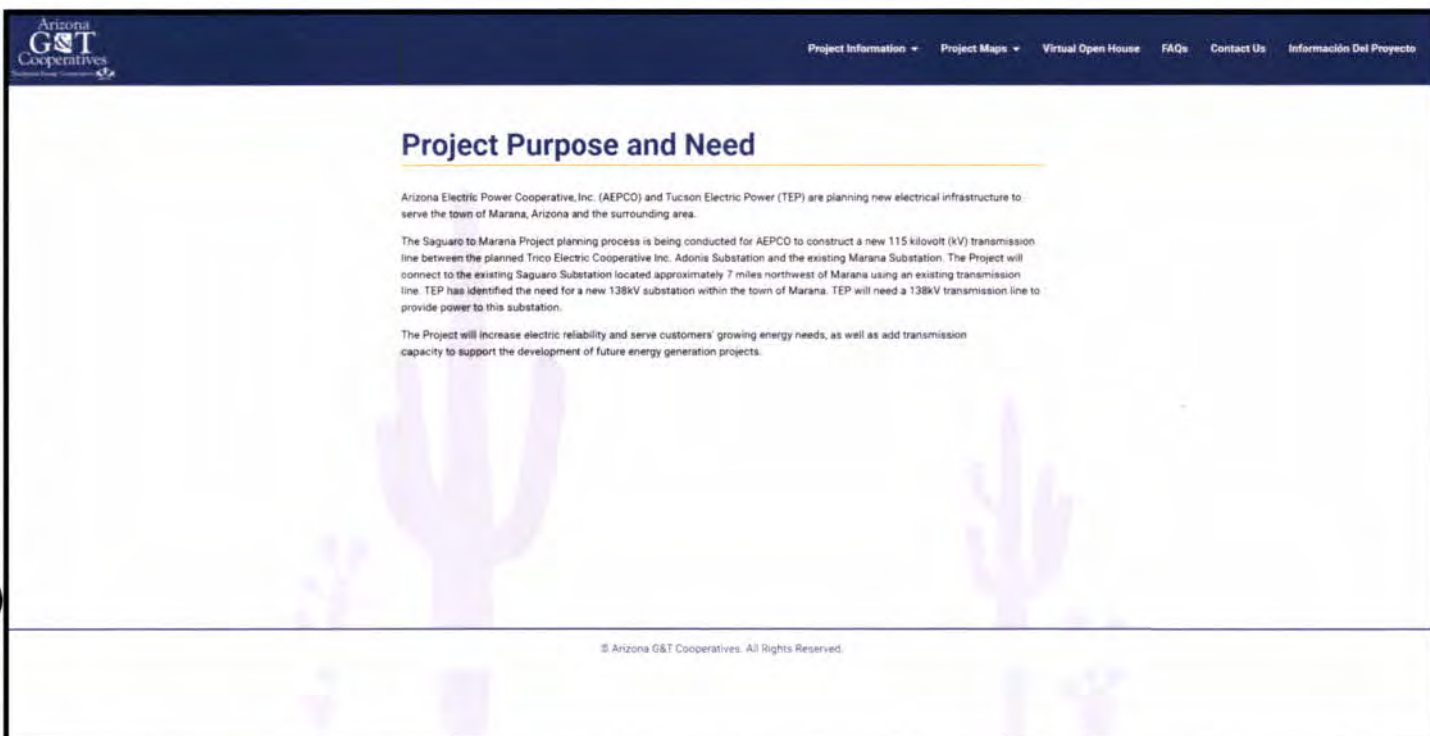 Arizona
G&T
Cooperatives
Project Information
Project Maps
Virtual Open House
FAQs
Contact Us
Información Del Proyecto
Project Purpose and Need
Arizona Electric Power Cooperative, Inc. (AEPCO) and Tucson Electric Power (TEP) are planning new electrical infrastructure to
serve the town of Marana, Arizona and the surrounding area.
The Saguaro to Marana Project planning process is being conducted for AEPCO to construct a new 115 kilovolt (kV) transmission
line between the planned Trico Electric Cooperative Inc. Adonis Substation and the existing Marana Substation. The Project will
connect to the existing Saguaro Substation located approximately 7 miles northwest of Marana using an existing transmission
line. TEP has identified the need for a new 138kV substation within the town of Marana. TEP will need a 138kV transmission line to
provide power to this substation.
The Project will increase electric reliability and serve customers' growing energy needs, as well as add transmission
capacity to support the development of future energy generation projects.
© Arizona G&T Cooperatives. All Rights Reserved.